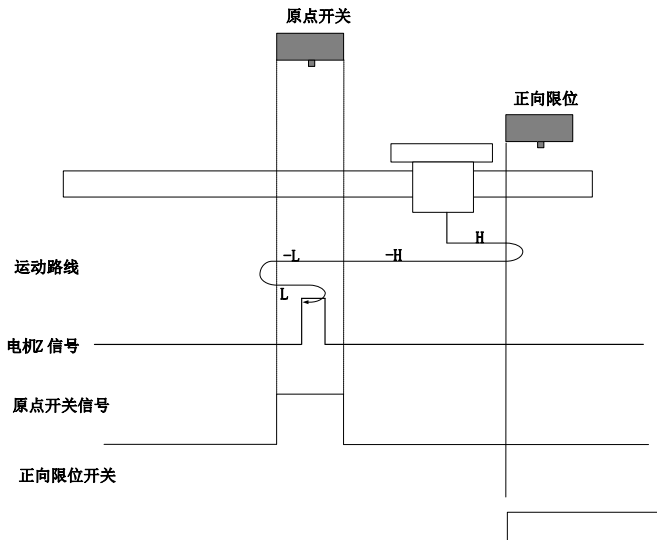 原点开关
正向限位
H
-L
-H
运动路线
L
电机Z 信号
原点开关信号
正向限位开关